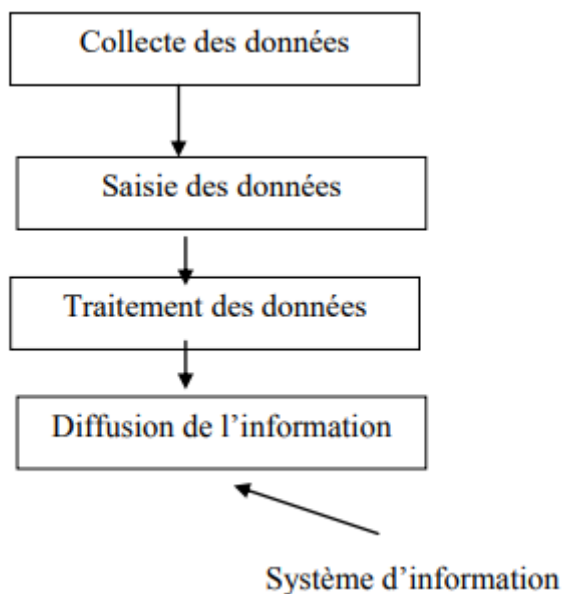 Collecte des données
Saisie des données
Traitement des données
Diffusion de l’information
Système d’information